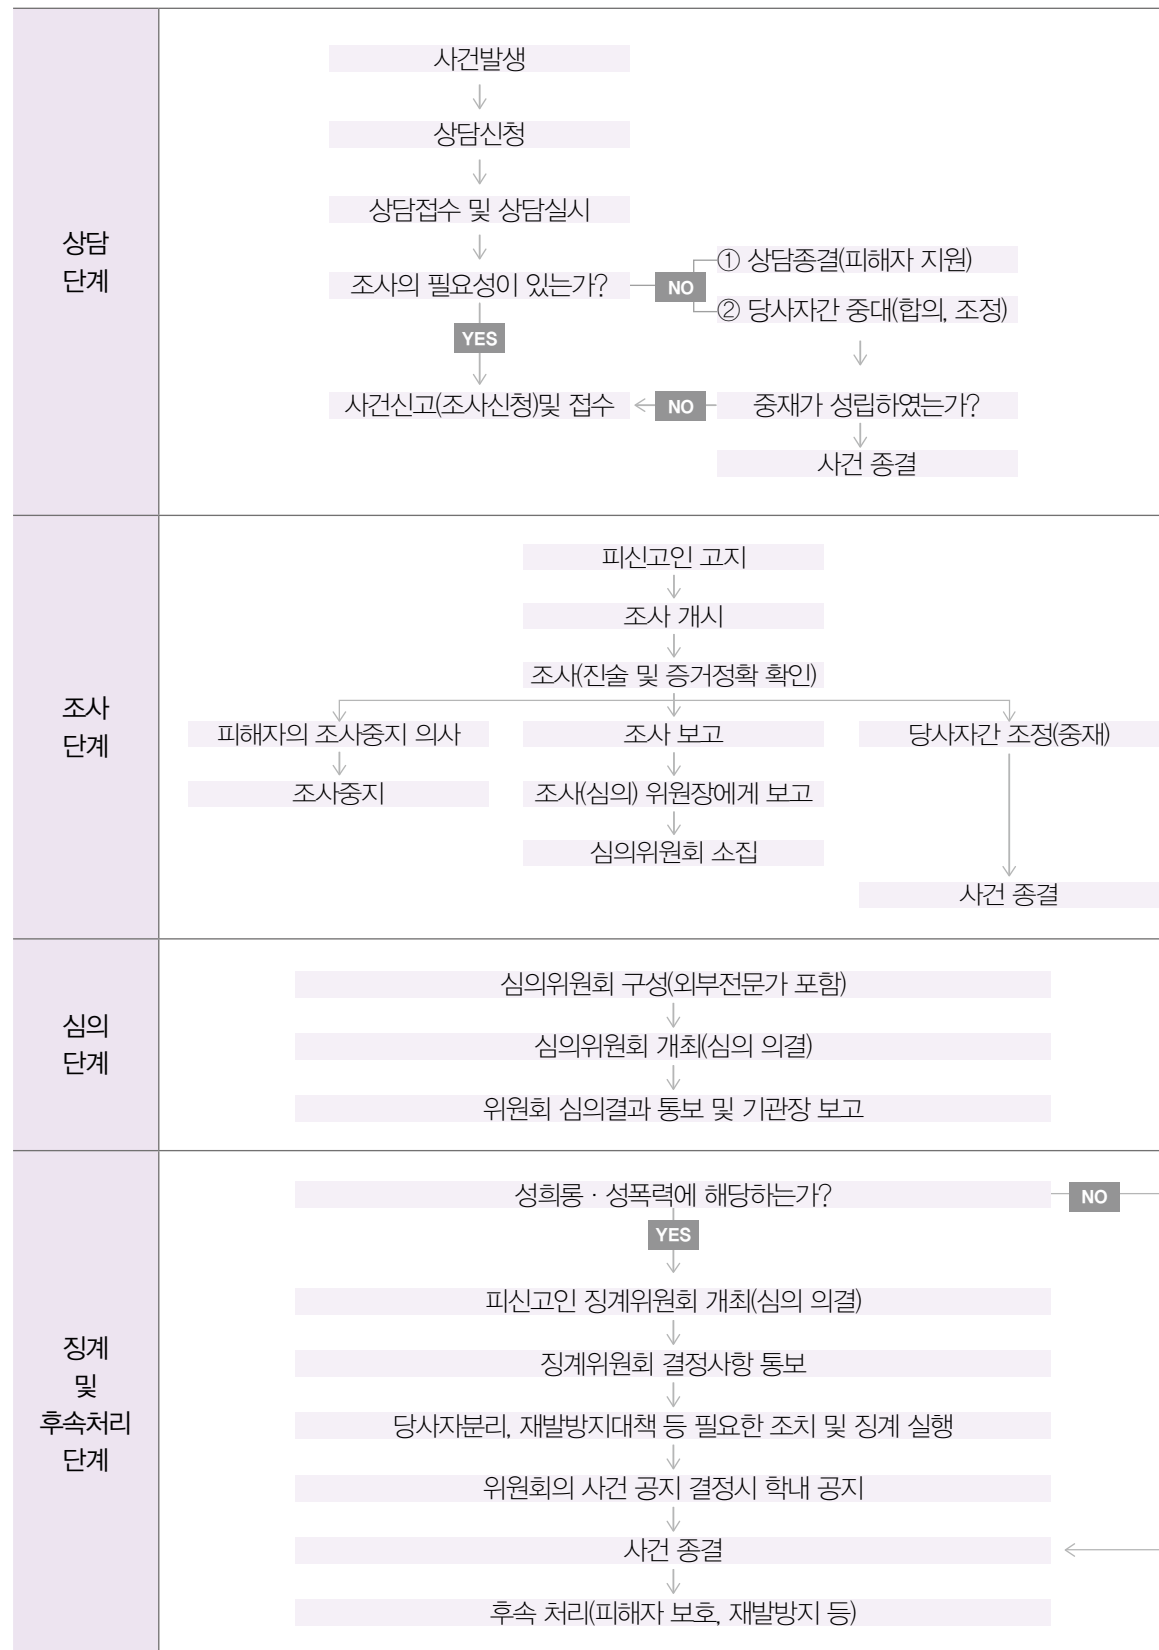 상담
단계
사건발생
상담신청
상담접수 및 상담실시
조사의 필요성이 있는가?
NO
① 상담종결(피해자 지원)
② 당사자간 중대(합의, 조정)
YES
사건신고(조사신청)및 접수
NO
중재가 성립하였는가?
사건 종결
조사
단계
피신고인 고지
조사 개시
조사(진술 및 증거정확 확인)
피해자의 조사중지 의사
조사 보고
당사자간 조정(중재)
조사중지
조사(심의) 위원장에게 보고
심의위원회 소집
사건 종결
심의
단계
심의위원회 구성(외부전문가 포함)
심의위원회 개최(심의 의결)
위원회 심의결과 통보 및 기관장 보고
징계
및
후속처리
단계
성희롱 · 성폭력에 해당하는가?
NO
YES
피신고인 징계위원회 개최(심의 의결)
징계위원회 결정사항 통보
당사자분리, 재발방지대책 등 필요한 조치 및 징계 실행
위원회의 사건 공지 결정시 학내 공지
사건 종결
후속 처리(피해자 보호, 재발방지 등)